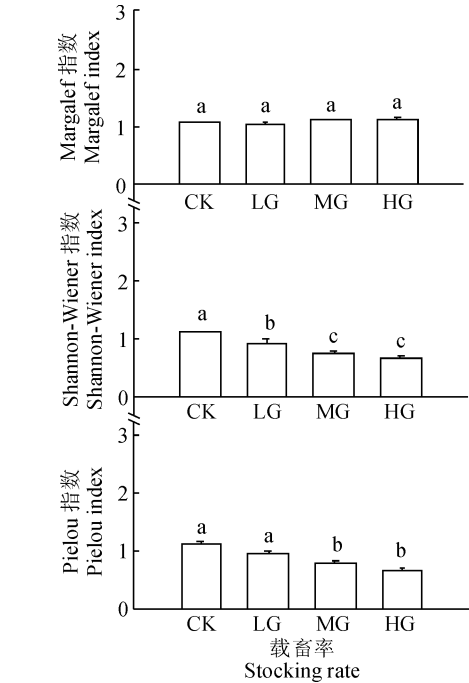 Margalef 指数
Margalef index
3
2
1
0
a a a a
CK LG MG HG
Shannon-Wiener 指数
Shannon-Wiener index
3
2
1
0
a b c c
CK LG MG HG
Pielou 指数
Pielou index
3
2
1
0
a a b b
CK LG MG HG
载畜率
Stocking rate